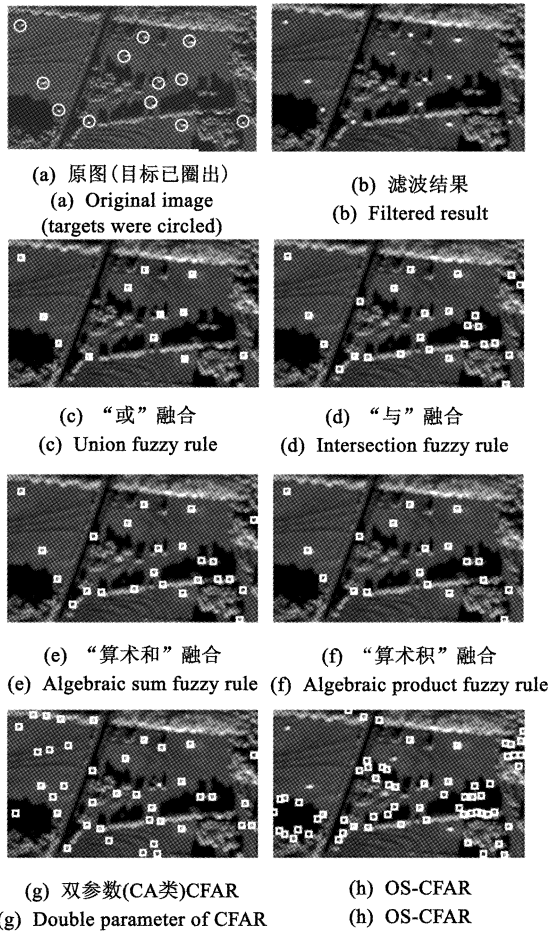 (a) 原图(目标已圈出)
(a) Original image
(targets were circled)
(b) 滤波结果
(b) Filtered result
(c) “或”融合
(c) Union fuzzy rule
(d) “与”融合
(d) Intersection fuzzy rule
(e) “算术和”融合
(e) Algebraic sum fuzzy rule
(f) “算术积”融合
(f) Algebraic product fuzzy rule
(g) 双参数(CA类)CFAR
(g) Double parameter of CFAR
(h) OS-CFAR
(h) OS-CFAR